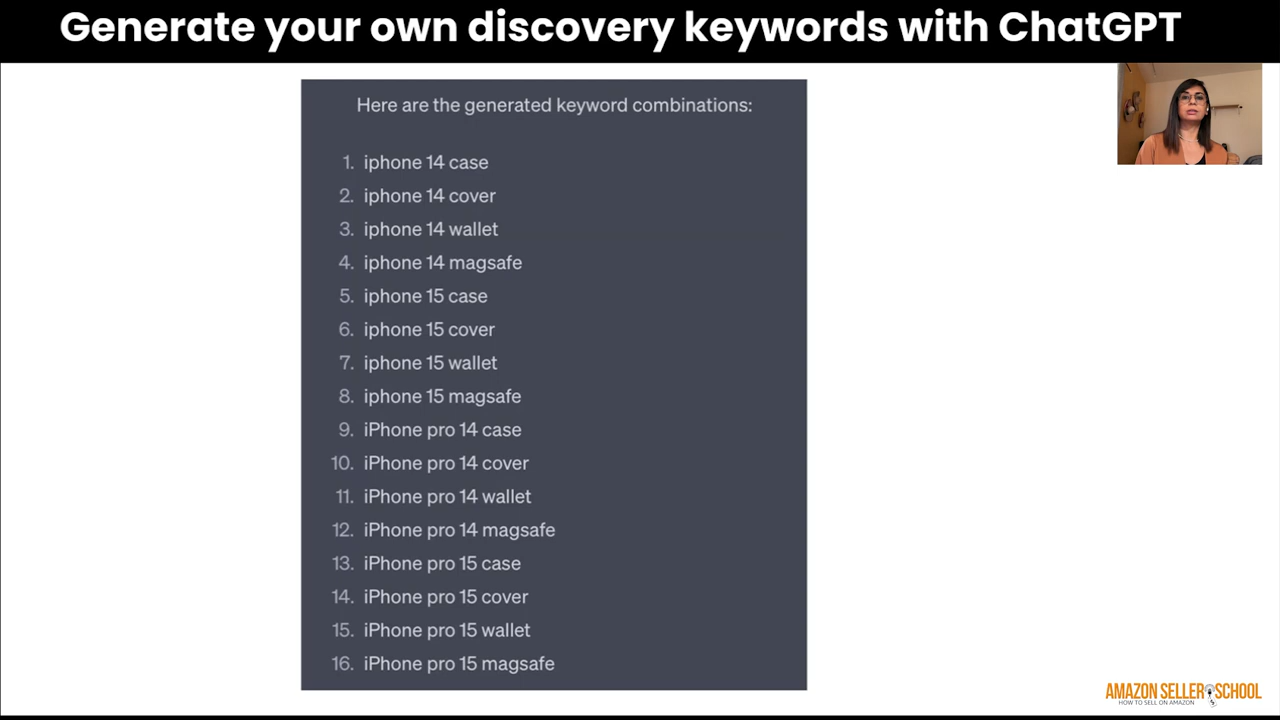 Generate your own discovery keywords with ChatGPT
Here are the generated keyword combinations:
1. iphone 14 case
2. iphone 14 cover
3. iphone 14 wallet
4. iphone 14 magsafe
5. iphone 15 case
6. iphone 15 cover
7. iphone 15 wallet
8. iphone 15 magsafe
9. iPhone pro 14 case
10. iPhone pro 14 cover
11. iPhone pro 14 wallet
12. iPhone pro 14 magsafe
13. iPhone pro 15 case
14. iPhone pro 15 cover
15. iPhone pro 15 wallet
16. iPhone pro 15 magsafe
AMAZON SELLER SCHOOL
HOW TO SELL ON AMAZON